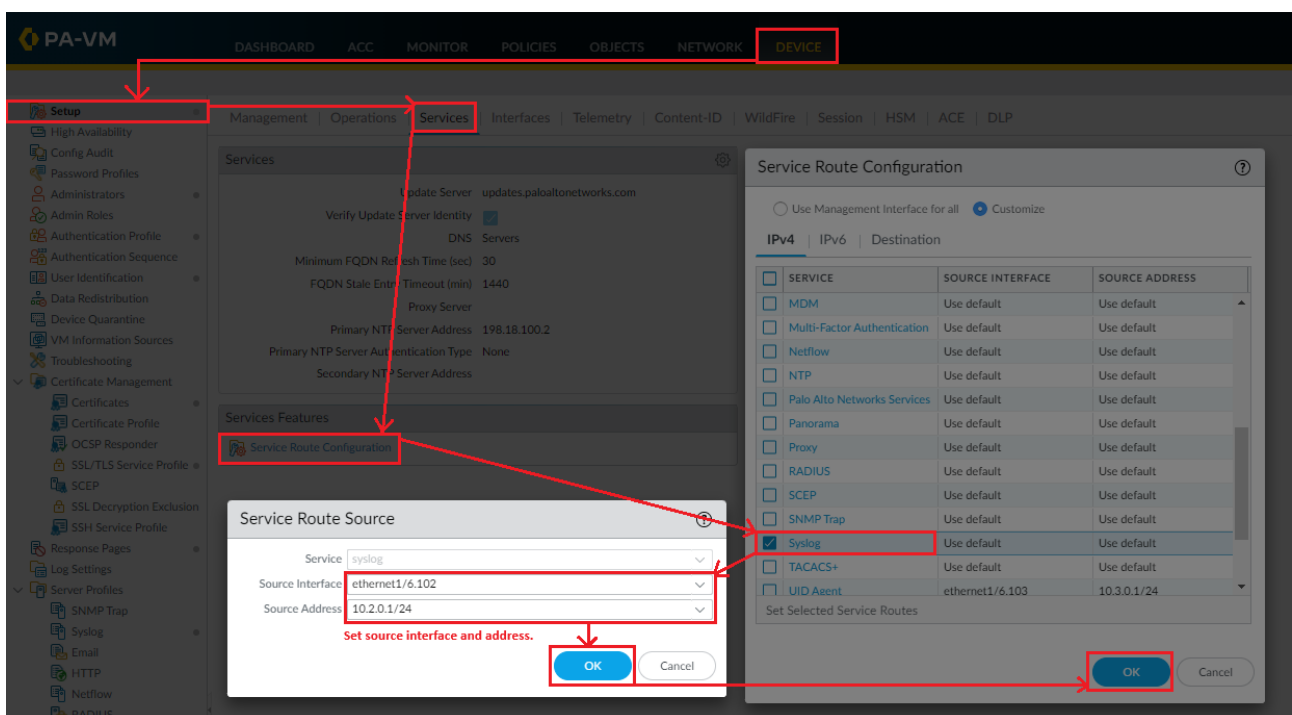 PA-VM
DASHBOARD ACC MONITOR POLICIES OBJECTS NETWORK DEVICE
Setup
High Availability
Config Audit
Password Profiles
Administrators
Admin Roles
Authentication Profile
Authentication Sequence
User Identification
Data Redistribution
Device Quarantine
VM Information Sources
Troubleshooting
Certificate Management
Certificates
Certificate Profile
OCSP Responder
SSL/TLS Service Profile
SCEP
SSL Decryption Exclusion
SSH Service Profile
Response Pages
Log Settings
Server Profiles
SNMP Trap
Syslog
Email
HTTP
Netflow
RADIUS
Management | Operations | Services | Interfaces | Telemetry | Content-ID | WildFire | Session | HSM | ACE | DLP
Services
Update Server updates.paloaltonetworks.com
Verify Update Server Identity
DNS Servers
Minimum FQDN Refresh Time (sec) 30
FQDN Stale Entry Timeout (min) 1440
Proxy Server
Primary NTP Server Address 198.18.100.2
Primary NTP Server Authentication Type None
Secondary NTP Server Address
Services Features
Service Route Configuration
Service Route Source
Service syslog
Source Interface ethernet1/6.102
Source Address 10.2.0.1/24
Set source interface and address.
OK Cancel
Service Route Configuration
Use Management Interface for all Customize
IPv4 | IPv6 | Destination
SERVICE SOURCE INTERFACE SOURCE ADDRESS
MDM Use default Use default
Multi-Factor Authentication Use default Use default
Netflow Use default Use default
NTP Use default Use default
Palo Alto Networks Services Use default Use default
Panorama Use default Use default
Proxy Use default Use default
RADIUS Use default Use default
SCEP Use default Use default
SNMP Trap Use default Use default
Syslog Use default Use default
TACACS+ Use default Use default
UID Agent ethernet1/6.103 10.3.0.1/24
Set Selected Service Routes
OK Cancel